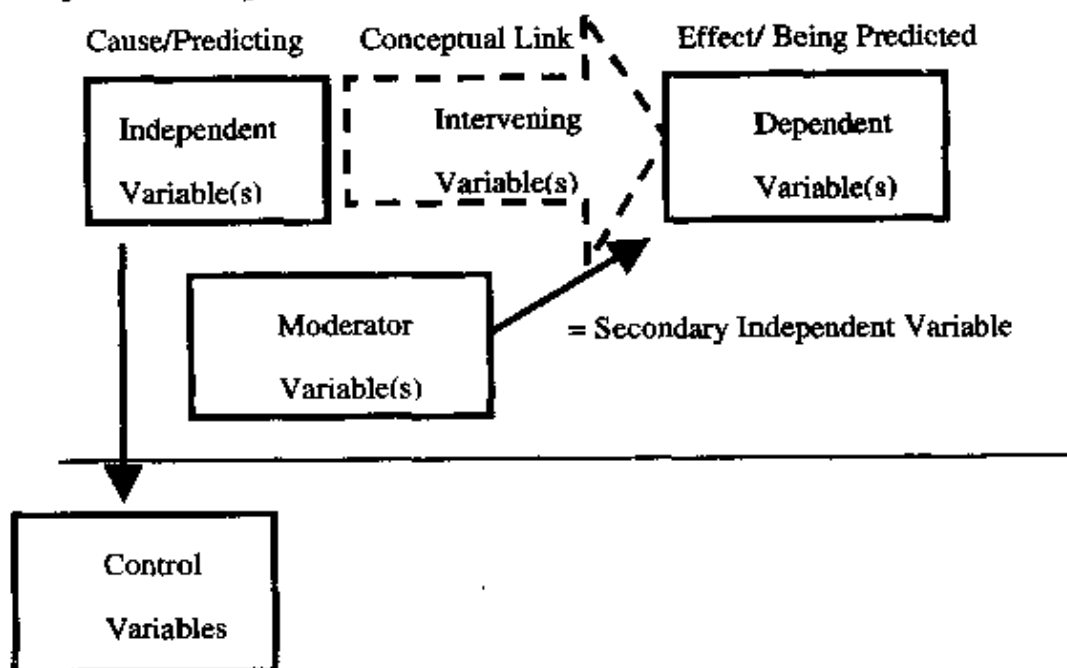 Cause/Predicting Conceptual Link Effect/ Being Predicted
Independent
Variable(s)
Intervening
Variable(s)
Dependent
Variable(s)
Moderator
Variable(s)
= Secondary Independent Variable
Control
Variables